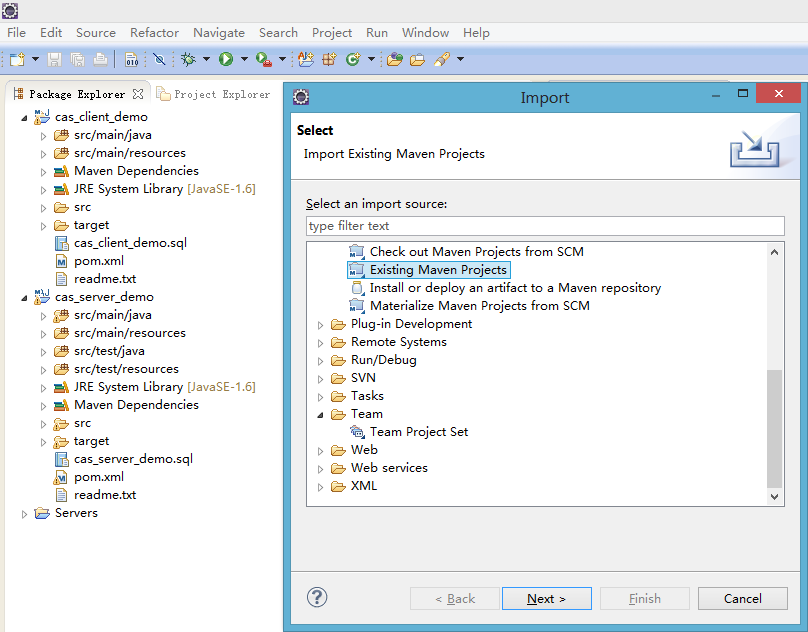 File Edit Source Refactor Navigate Search Project Run Window Help
Package Explorer Project Explorer
cas_client_demo
src/main/java
src/main/resources
Maven Dependencies
JRE System Library [JavaSE-1.6]
src
target
cas_client_demo.sql
pom.xml
readme.txt
cas_server_demo
src/main/java
src/main/resources
src/test/java
src/test/resources
JRE System Library [JavaSE-1.6]
Maven Dependencies
src
target
cas_server_demo.sql
pom.xml
readme.txt
Servers
Import
Select
Import Existing Maven Projects
Select an import source:
type filter text
Check out Maven Projects from SCM
Existing Maven Projects
Install or deploy an artifact to a Maven repository
Materialize Maven Projects from SCM
Plug-in Development
Remote Systems
Run/Debug
SVN
Tasks
Team
Team Project Set
Web
Web services
XML
< Back Next > Finish Cancel